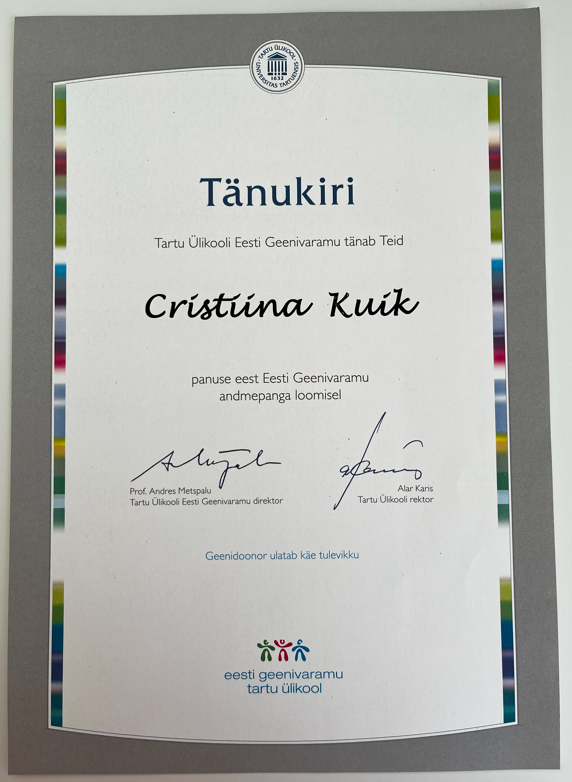 TARTU ÜLIKOOL
UNIVERSITAS TARTUENSIS
1632
Tänukiri
Tartu Ülikooli Eesti Geenivaramu tänab Teid
Cristiina Kuik
panuse eest Eesti Geenivaramu
andmepanga loomisel
Prof. Andres Metspalu
Tartu Ülikooli Eesti Geenivaramu direktor
Alar Karis
Tartu Ülikooli rektor
Geenidoonor ulatab käe tulevikku
eesti geenivaramu
tartu ülikool